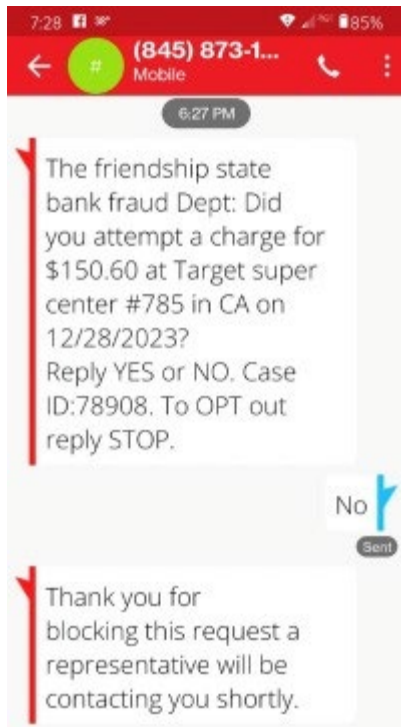 7:28 38° 85%
(845) 873-1...
Mobile
6:27 PM
The friendship state
bank fraud Dept: Did
you attempt a charge for
$150.60 at Target super
center #785 in CA on
12/28/2023?
Reply YES or NO. Case
ID:78908. To OPT out
reply STOP.
No
Sent
Thank you for
blocking this request a
representative will be
contacting you shortly.